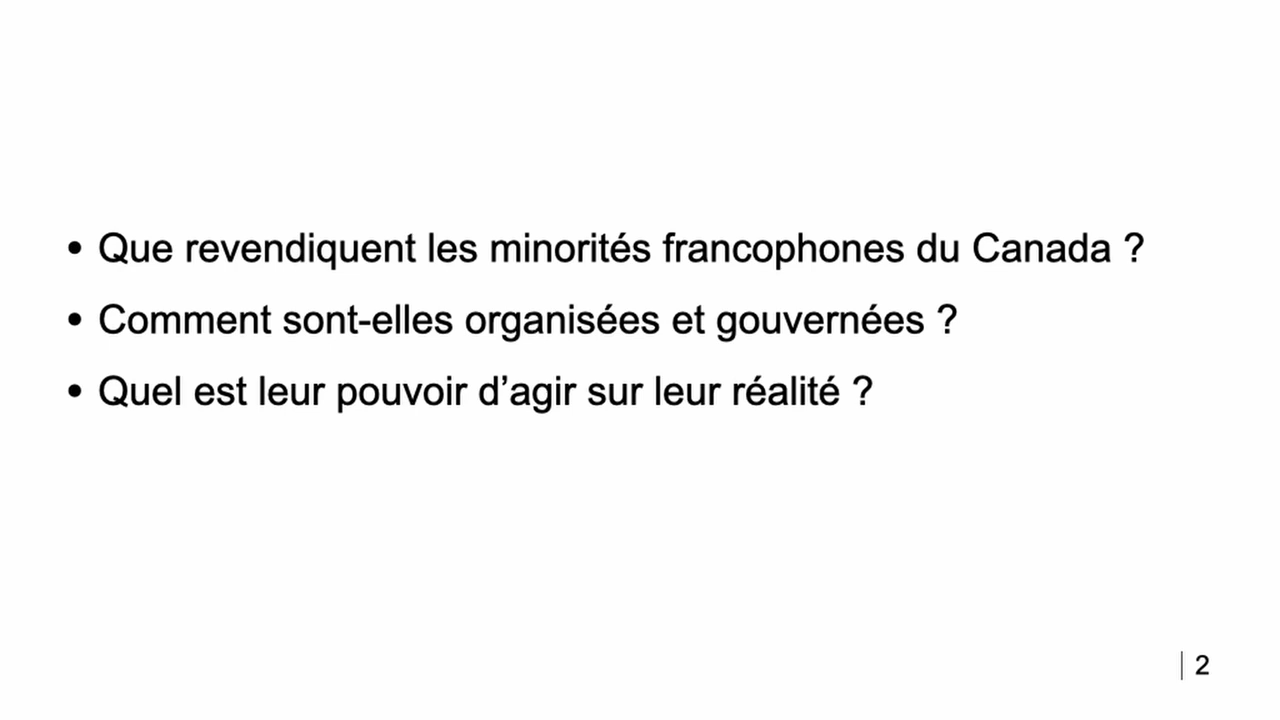 • Que revendiquent les minorités francophones du Canada ?
• Comment sont-elles organisées et gouvernées ?
• Quel est leur pouvoir d’agir sur leur réalité ?
2